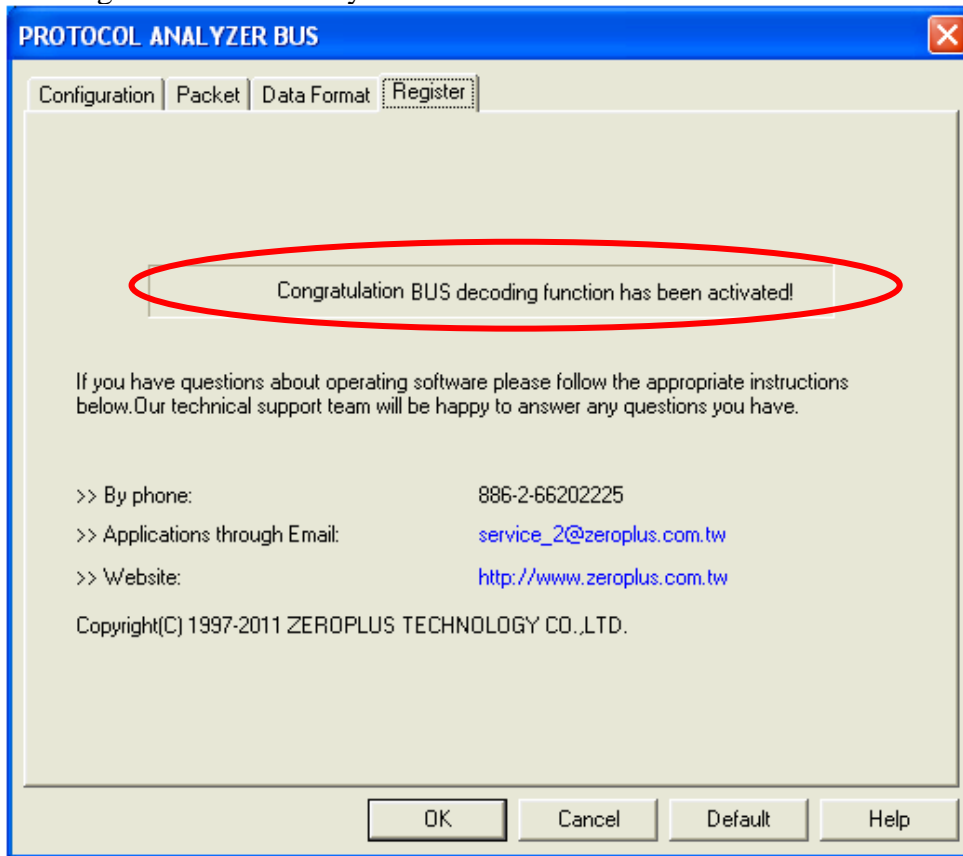 PROTOCOL ANALYZER BUS
Configuration Packet Data Format Register
Congratulation BUS decoding function has been activated!
If you have questions about operating software please follow the appropriate instructions
below.Our technical support team will be happy to answer any questions you have.
>> By phone: 886-2-66202225
>> Applications through Email: service_2@zeroplus.com.tw
>> Website: http://www.zeroplus.com.tw
Copyright(C) 1997-2011 ZEROPLUS TECHNOLOGY CO.,LTD.
OK Cancel Default Help